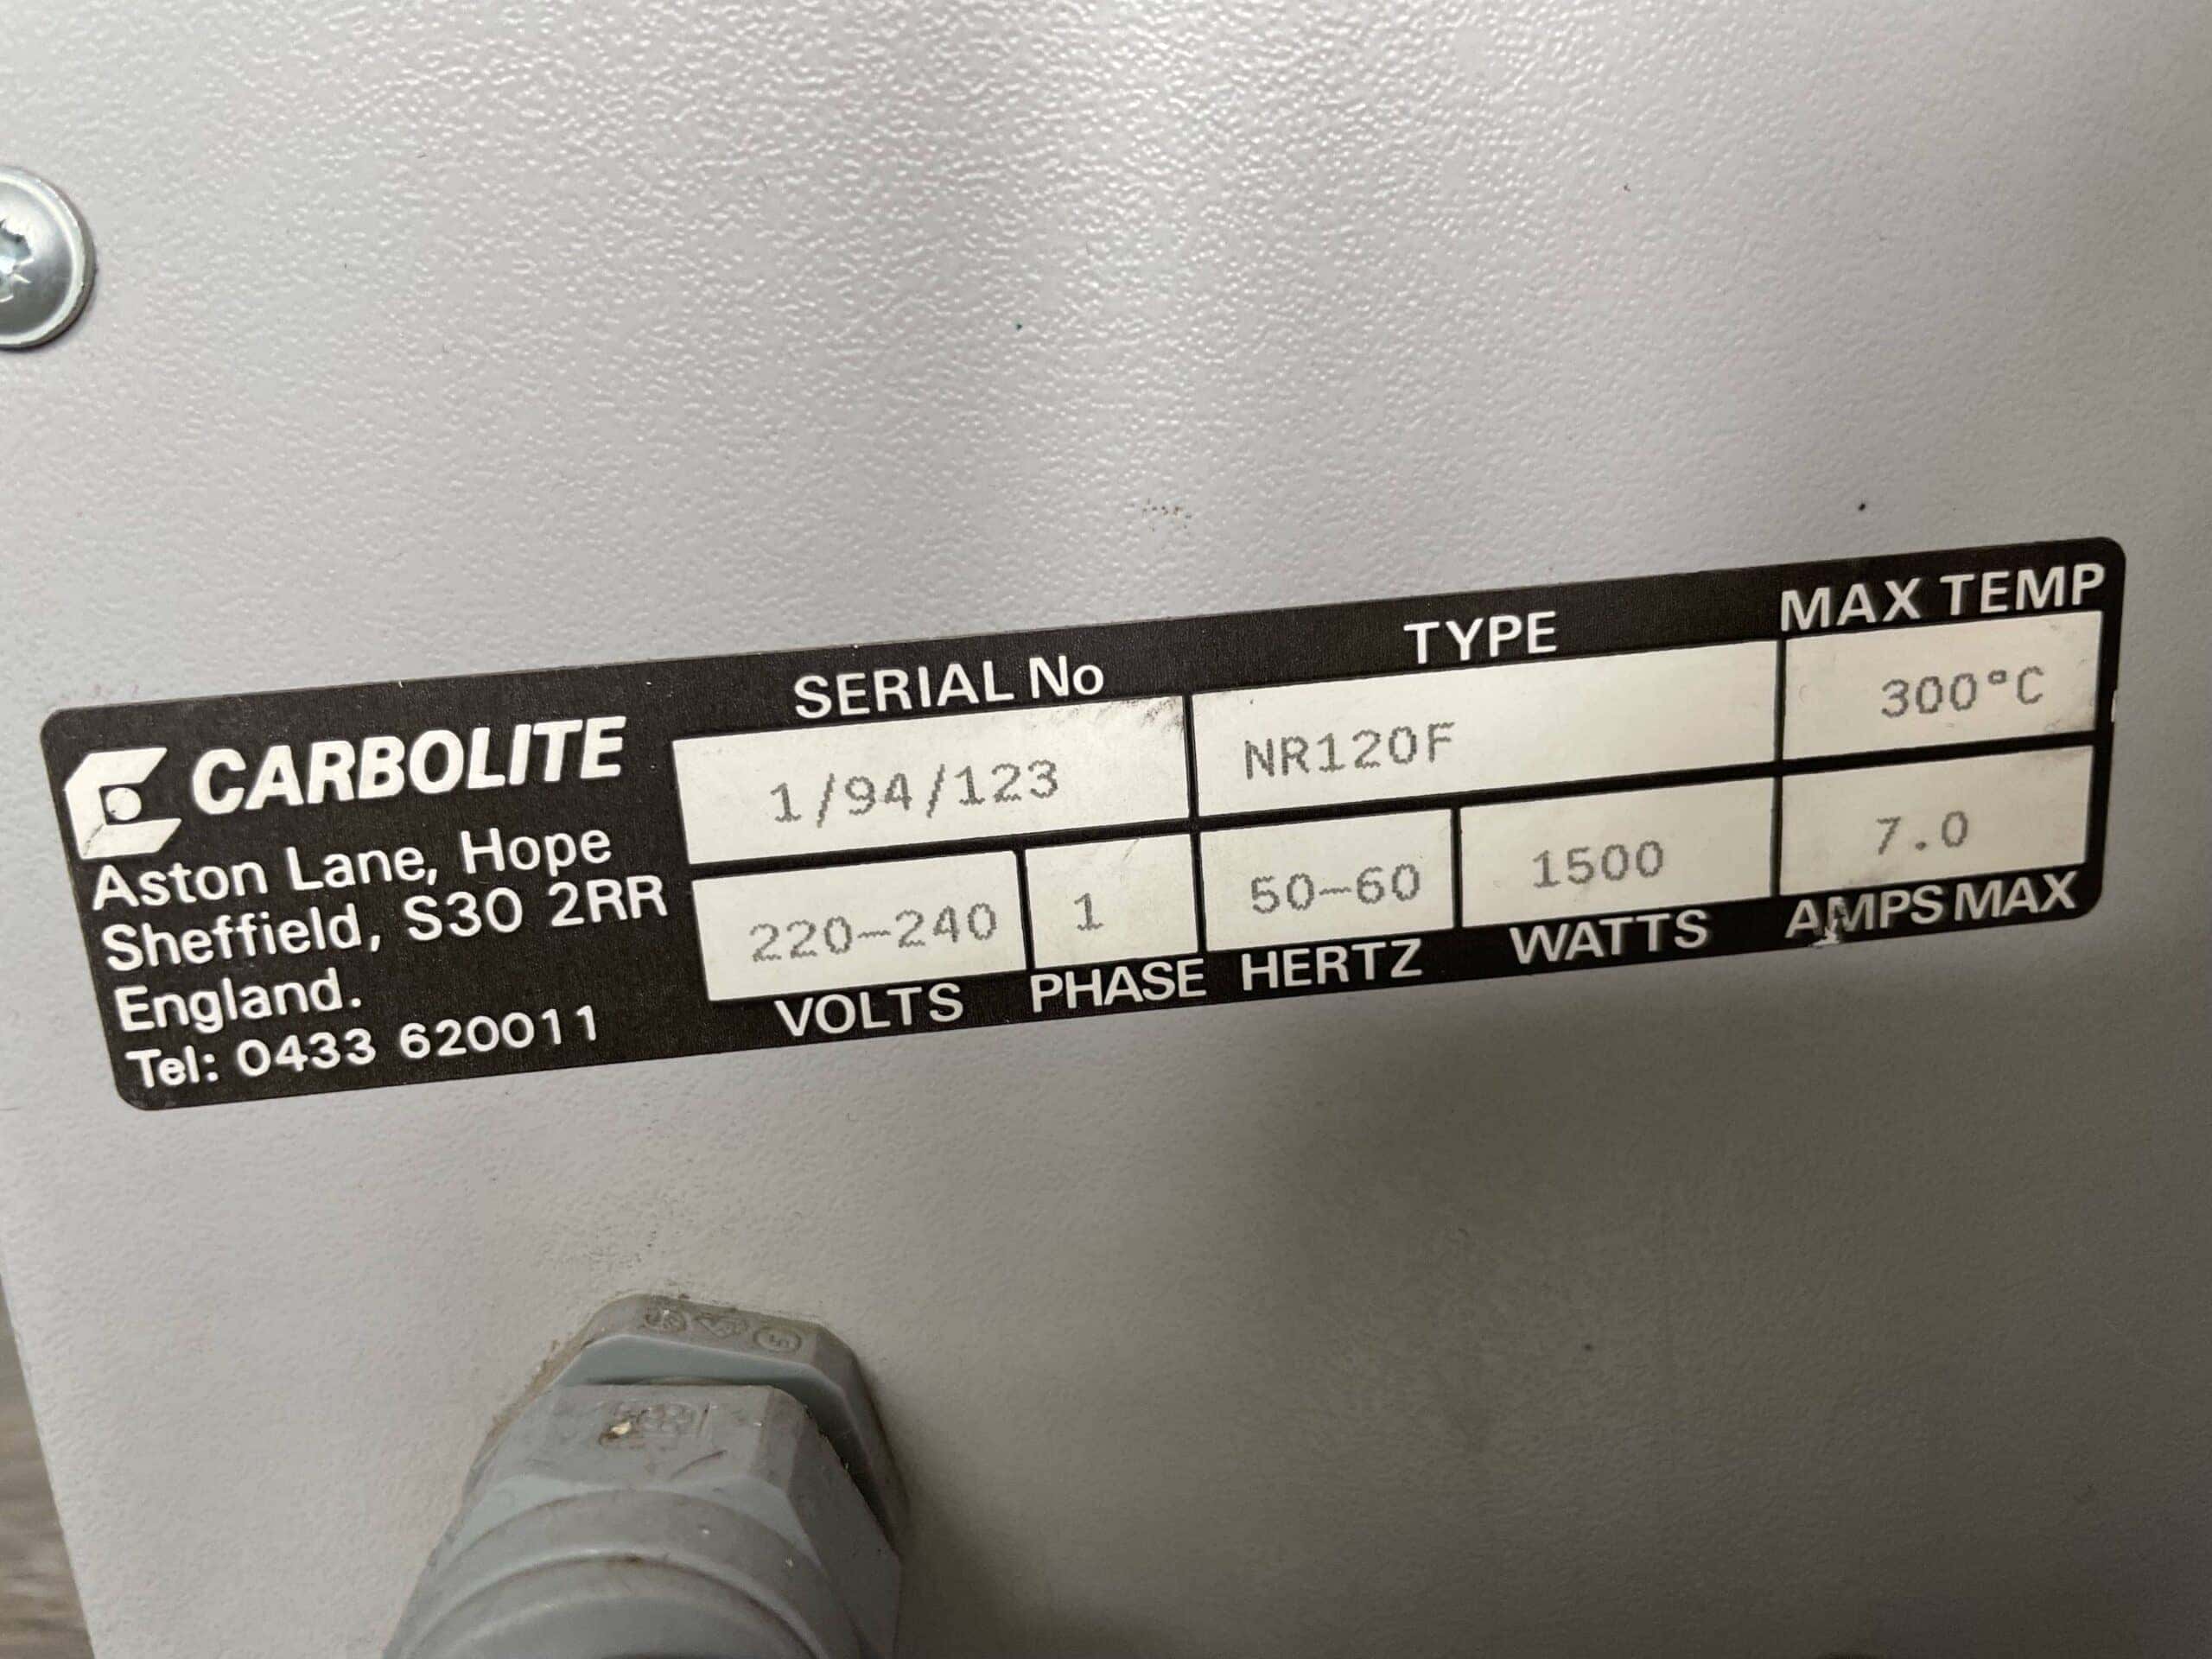 CARBOLITE
Aston Lane, Hope
Sheffield, S30 2RR
England.
Tel: 0433 620011
SERIAL No TYPE MAX TEMP
1/94/123 NR120F 300°C
220-240 1 50-60 1500 7.0
VOLTS PHASE HERTZ WATTS AMPS MAX